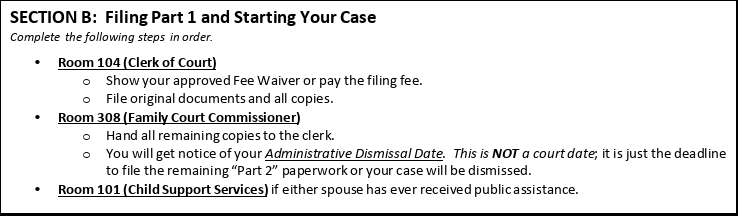 SECTION B:  Filing Part 1 and Starting Your Case
Complete the following steps in order.
• Room 104 (Clerk of Court)
o Show your approved Fee Waiver or pay the filing fee.
o File original documents and all copies.
• Room 308 (Family Court Commissioner)
o Hand all remaining copies to the clerk.
o You will get notice of your Administrative Dismissal Date.  This is NOT a court date; it is just the deadline
to file the remaining “Part 2” paperwork or your case will be dismissed.
• Room 101 (Child Support Services) if either spouse has ever received public assistance.